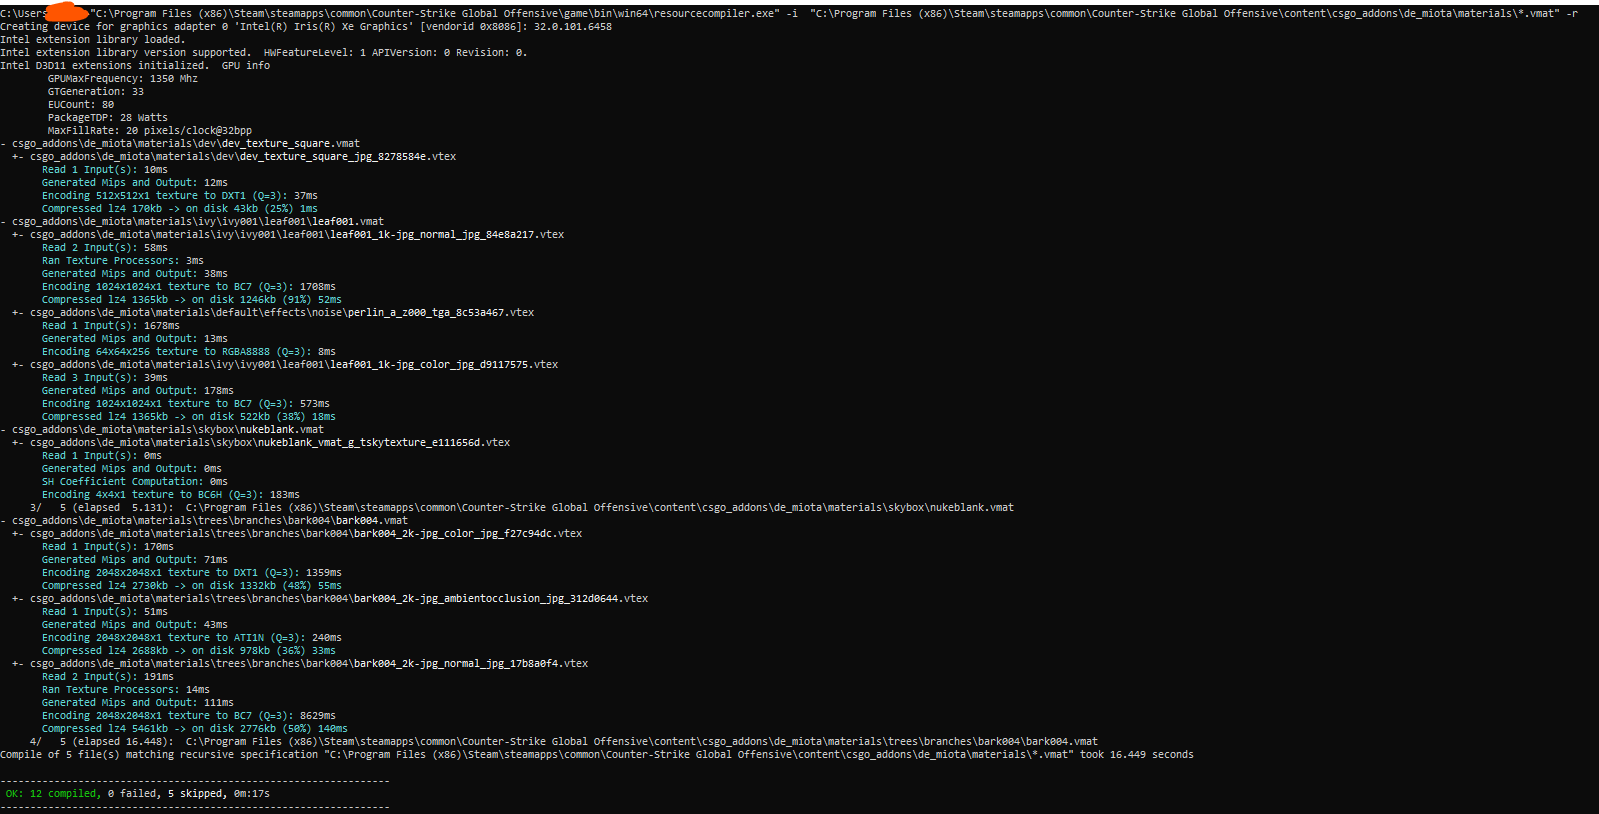 C:\Users "C:\Program Files (x86)\Steam\steamapps\common\Counter-Strike Global Offensive\game\bin\win64\resourcecompiler.exe" -i  "C:\Program Files (x86)\Steam\steamapps\common\Counter-Strike Global Offensive\content\csgo_addons\de_miota\materials\*.vmat" -r
Creating device for graphics adapter 0 'Intel(R) Iris(R) Xe Graphics' [vendorid 0x8086]: 32.0.101.6458
Intel extension library loaded.
Intel extension library version supported.  HWFeatureLevel: 1 APIVersion: 0 Revision: 0.
Intel D3D11 extensions initialized.  GPU info
GPUMaxFrequency: 1350 Mhz
GTGeneration: 33
EUCount: 80
PackageTDP: 28 Watts
MaxFillRate: 20 pixels/clock@32bpp
- csgo_addons\de_miota\materials\dev\dev_texture_square.vmat
+- csgo_addons\de_miota\materials\dev\dev_texture_square_jpg_8278584e.vtex
Read 1 Input(s): 10ms
Generated Mips and Output: 12ms
Encoding 512x512x1 texture to DXT1 (Q=3): 37ms
Compressed lz4 170kb -> on disk 43kb (25%) 1ms
- csgo_addons\de_miota\materials\ivy\ivy001\leaf001\leaf001.vmat
+- csgo_addons\de_miota\materials\ivy\ivy001\leaf001\leaf001_1k-jpg_normal_jpg_84e8a217.vtex
Read 2 Input(s): 58ms
Ran Texture Processors: 3ms
Generated Mips and Output: 38ms
Encoding 1024x1024x1 texture to BC7 (Q=3): 1708ms
Compressed lz4 1365kb -> on disk 1246kb (91%) 52ms
+- csgo_addons\de_miota\materials\default\effects\noise\perlin_a_z000_tga_8c53a467.vtex
Read 1 Input(s): 1678ms
Generated Mips and Output: 13ms
Encoding 64x64x256 texture to RGBA8888 (Q=3): 8ms
+- csgo_addons\de_miota\materials\ivy\ivy001\leaf001\leaf001_1k-jpg_color_jpg_d9117575.vtex
Read 3 Input(s): 39ms
Generated Mips and Output: 178ms
Encoding 1024x1024x1 texture to BC7 (Q=3): 573ms
Compressed lz4 1365kb -> on disk 522kb (38%) 18ms
- csgo_addons\de_miota\materials\skybox\nukeblank.vmat
+- csgo_addons\de_miota\materials\skybox\nukeblank_vmat_g_tskytexture_e111656d.vtex
Read 1 Input(s): 0ms
Generated Mips and Output: 0ms
SH Coefficient Computation: 0ms
Encoding 4x4x1 texture to BC6H (Q=3): 183ms
3/   5 (elapsed  5.131):  C:\Program Files (x86)\Steam\steamapps\common\Counter-Strike Global Offensive\content\csgo_addons\de_miota\materials\skybox\nukeblank.vmat
- csgo_addons\de_miota\materials\trees\branches\bark004\bark004.vmat
+- csgo_addons\de_miota\materials\trees\branches\bark004\bark004_2k-jpg_color_jpg_f27c94dc.vtex
Read 1 Input(s): 170ms
Generated Mips and Output: 71ms
Encoding 2048x2048x1 texture to DXT1 (Q=3): 1359ms
Compressed lz4 2730kb -> on disk 1332kb (48%) 55ms
+- csgo_addons\de_miota\materials\trees\branches\bark004\bark004_2k-jpg_ambientocclusion_jpg_312d0644.vtex
Read 1 Input(s): 51ms
Generated Mips and Output: 43ms
Encoding 2048x2048x1 texture to ATI1N (Q=3): 240ms
Compressed lz4 2688kb -> on disk 978kb (36%) 33ms
+- csgo_addons\de_miota\materials\trees\branches\bark004\bark004_2k-jpg_normal_jpg_17b8a0f4.vtex
Read 2 Input(s): 191ms
Ran Texture Processors: 14ms
Generated Mips and Output: 111ms
Encoding 2048x2048x1 texture to BC7 (Q=3): 8629ms
Compressed lz4 5461kb -> on disk 2776kb (50%) 140ms
4/   5 (elapsed 16.448):  C:\Program Files (x86)\Steam\steamapps\common\Counter-Strike Global Offensive\content\csgo_addons\de_miota\materials\trees\branches\bark004\bark004.vmat
Compile of 5 file(s) matching recursive specification "C:\Program Files (x86)\Steam\steamapps\common\Counter-Strike Global Offensive\content\csgo_addons\de_miota\materials\*.vmat" took 16.449 seconds
-----------------------------------------------------------------
OK: 12 compiled, 0 failed, 5 skipped, 0m:17s
-----------------------------------------------------------------